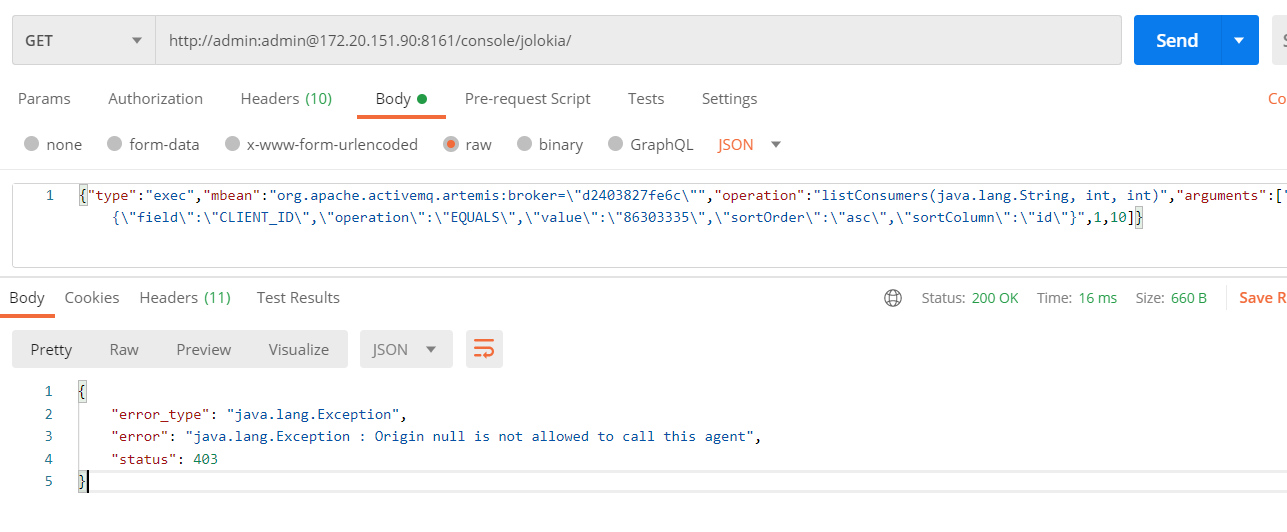 GET http://admin:admin@172.20.151.90:8161/console/jolokia/ Send
Params Authorization Headers (10) Body Pre-request Script Tests Settings Co
none form-data x-www-form-urlencoded raw binary GraphQL JSON
1 {"type":"exec","mbean":"org.apache.activemq.artemis:broker=\"d2403827fe6c\"","operation":"listConsumers(java.lang.String, int, int)","arguments":["
{\"field\":\"CLIENT_ID\",\"operation\":\"EQUALS\",\"value\":\"86303335\",\"sortOrder\":\"asc\",\"sortColumn\":\"id\"}",1,10]}
Body Cookies Headers (11) Test Results Status: 200 OK Time: 16 ms Size: 660 B Save R
Pretty Raw Preview Visualize JSON
1 {
2 "error_type": "java.lang.Exception",
3 "error": "java.lang.Exception : Origin null is not allowed to call this agent",
4 "status": 403
5 }